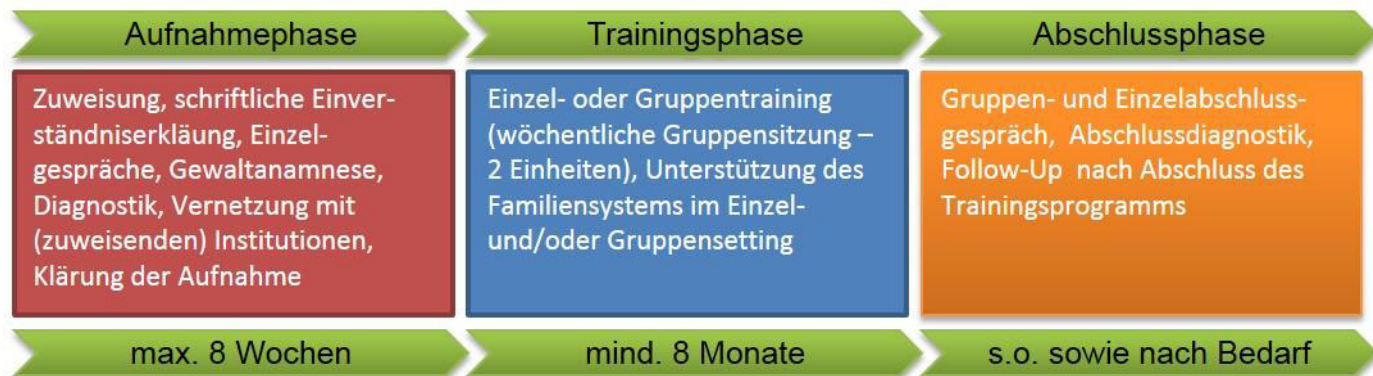 Aufnahmephase
Trainingsphase
Abschlussphase
Zuweisung, schriftliche Einver-
ständniserkläung, Einzel-
gespräche, Gewaltanamnese,
Diagnostik, Vernetzung mit
(zuweisenden) Institutionen,
Klärung der Aufnahme
Einzel- oder Gruppentraining
(wöchentliche Gruppensitzung –
2 Einheiten), Unterstützung des
Familiensystems im Einzel-
und/oder Gruppensetting
Gruppen- und Einzelabschluss-
gespräch, Abschlussdiagnostik,
Follow-Up nach Abschluss des
Trainingsprogramms
max. 8 Wochen
mind. 8 Monate
s.o. sowie nach Bedarf